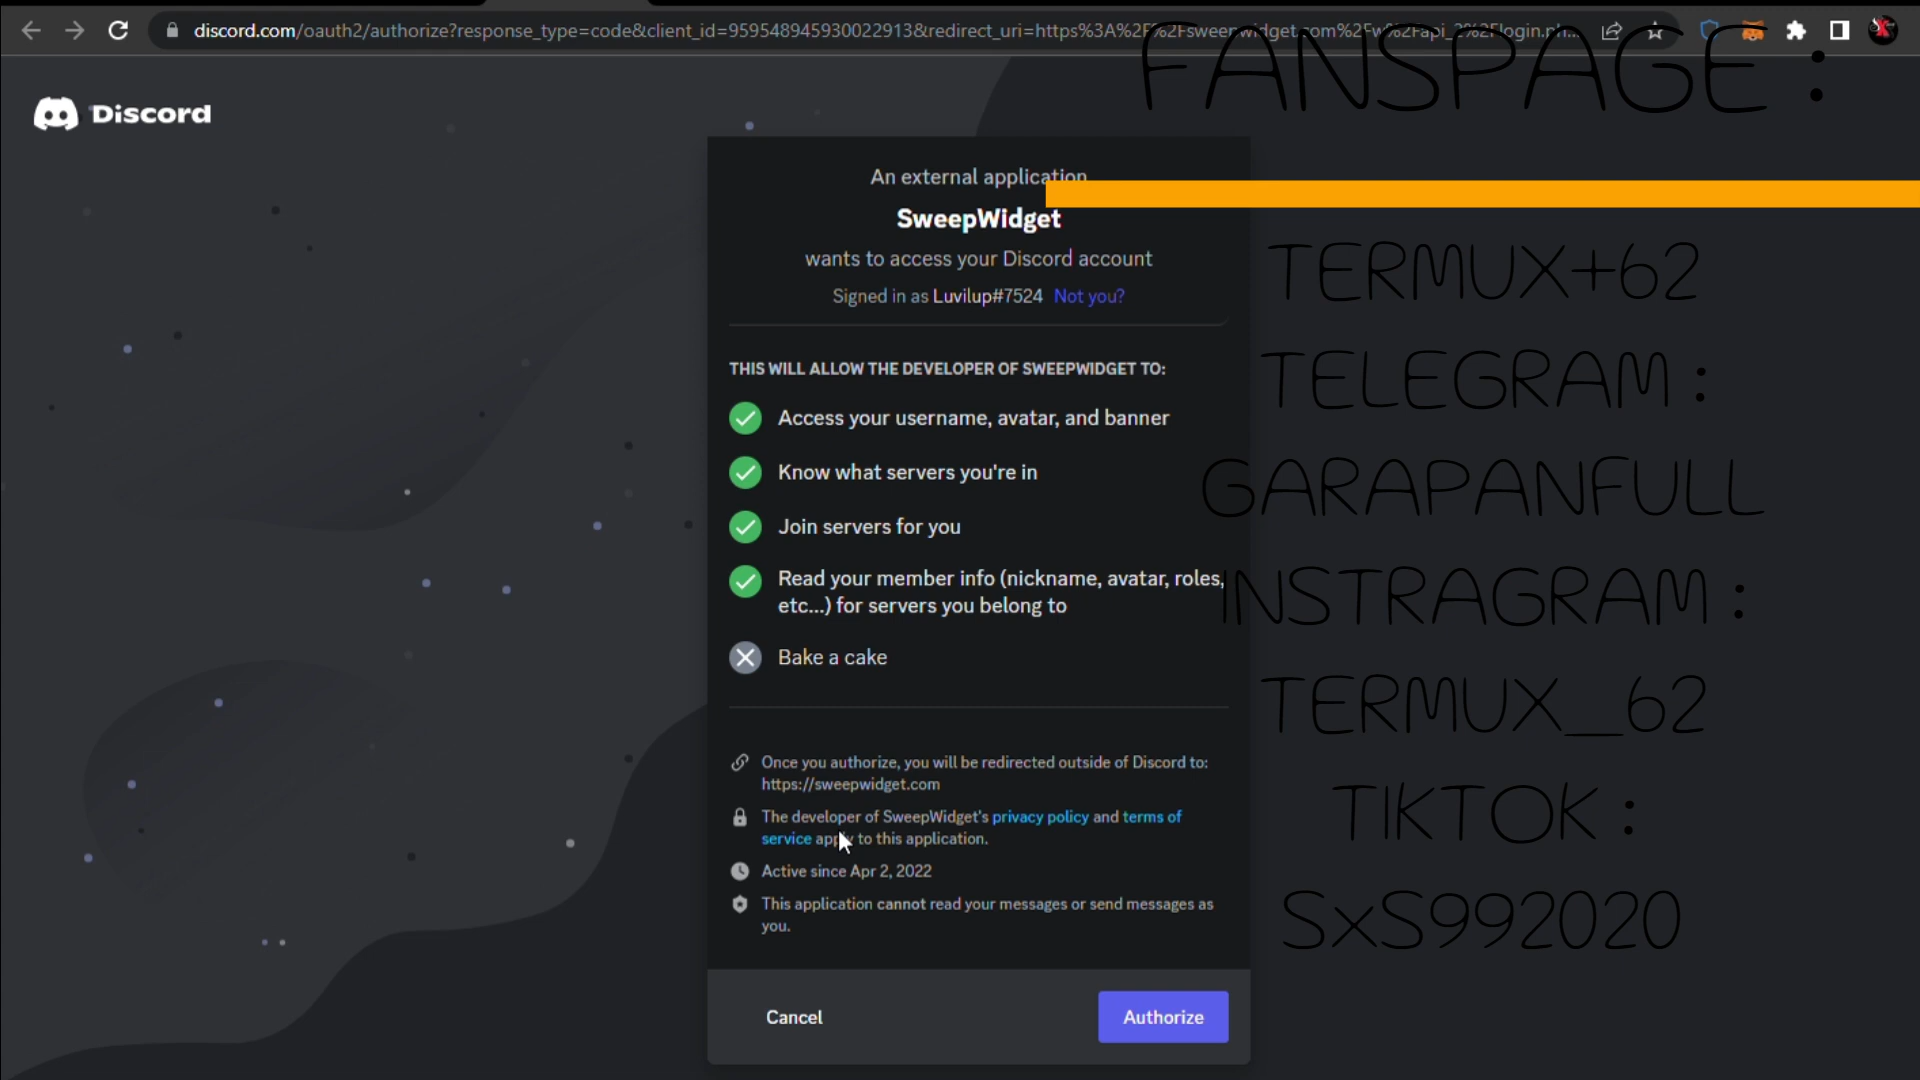 discord.com/oauth2/authorize?response_type=code&client_id=959548945930022913&redirect_uri=https%3A%2F%2Fsweepwidget.com%2Fw%2Fapi_2%2Flogin.ph...
FANSPAGE :
Discord
An external application
SweepWidget
wants to access your Discord account
Signed in as Luvilup#7524 Not you?
THIS WILL ALLOW THE DEVELOPER OF SWEEPWIDGET TO:
Access your username, avatar, and banner
Know what servers you're in
Join servers for you
Read your member info (nickname, avatar, roles,
etc...) for servers you belong to
Bake a cake
Once you authorize, you will be redirected outside of Discord to:
https://sweepwidget.com
The developer of SweepWidget's privacy policy and terms of
service apply to this application.
Active since Apr 2, 2022
This application cannot read your messages or send messages as
you.
Cancel
Authorize
TERMUX+62
TELEGRAM :
GARAPANFULL
INSTRAGRAM :
TERMUX_62
TIKTOK :
SxS992020